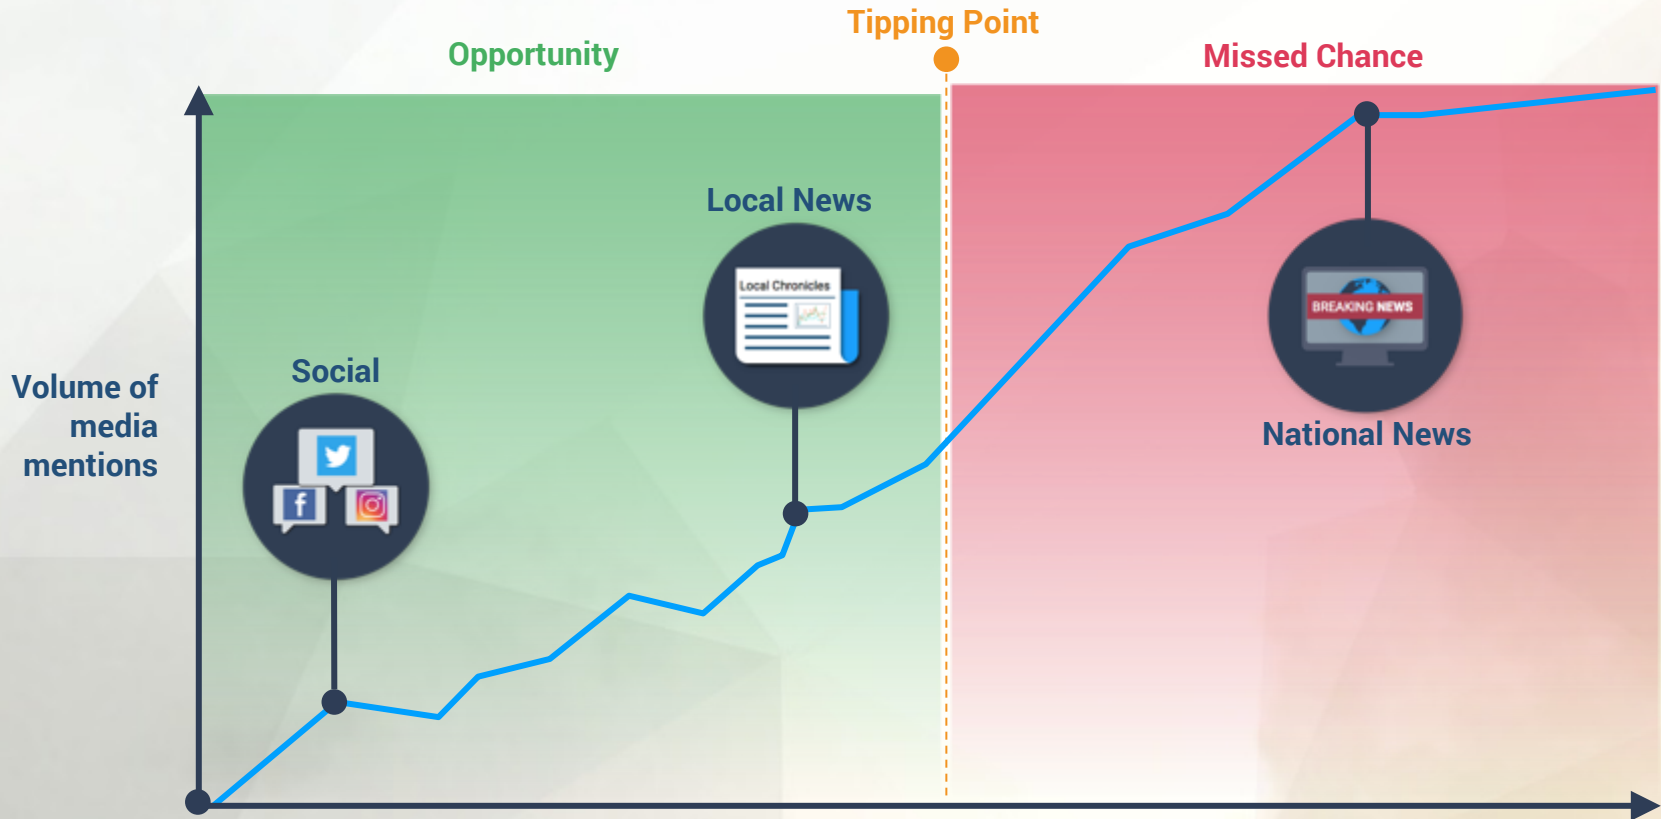 Tipping Point
Opportunity
Missed Chance
Local News
Local Chronicles
BREAKING NEWS
Social
Volume of
media
mentions
National News